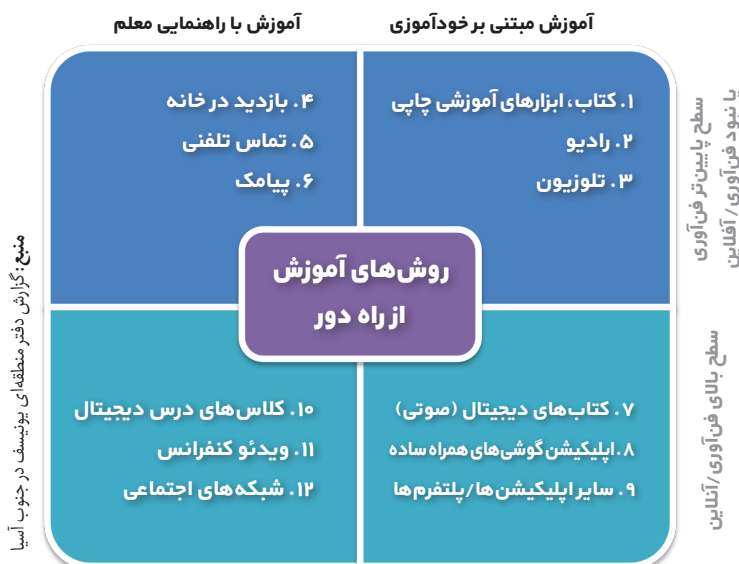 آموزش مبتنی بر خودآموزی
آموزش با راهنمایی معلم
۱. کتاب، ابزارهای آموزشی چاپی
۲. رادیو
۳. تلوزیون
۴. بازدید در خانه
۵. تماس تلفنی
۶. پیامک
سطح پایین‌تر فن‌آوری
یا نبود فن‌آوری/ آفلاین
روش‌های آموزش
از راه دور
۷. کتاب‌های دیجیتال (صوتی)
۸. اپلیکیشن گوشی‌های همراه ساده
۹. سایر اپلیکیشن‌ها/پلتفرم‌ها
۱۰. کلاس‌های درس دیجیتال
۱۱. ویدئو کنفرانس
۱۲. شبکه‌های اجتماعی
سطح بالای فن‌آوری/آنلاین
منبع: گزارش دفتر منطقه‌ای یونیسف در جنوب آسیا